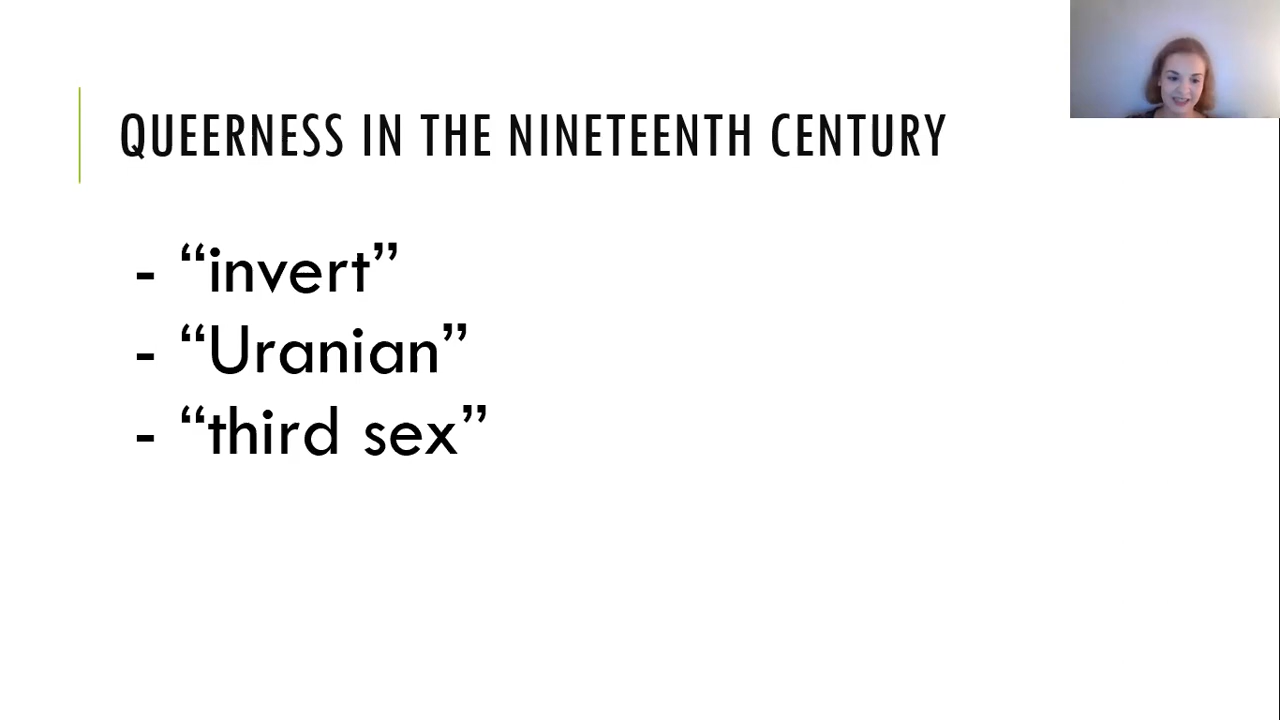 QUEERNESS IN THE NINETEENTH CENTURY
- “invert”
- “Uranian”
- “third sex”